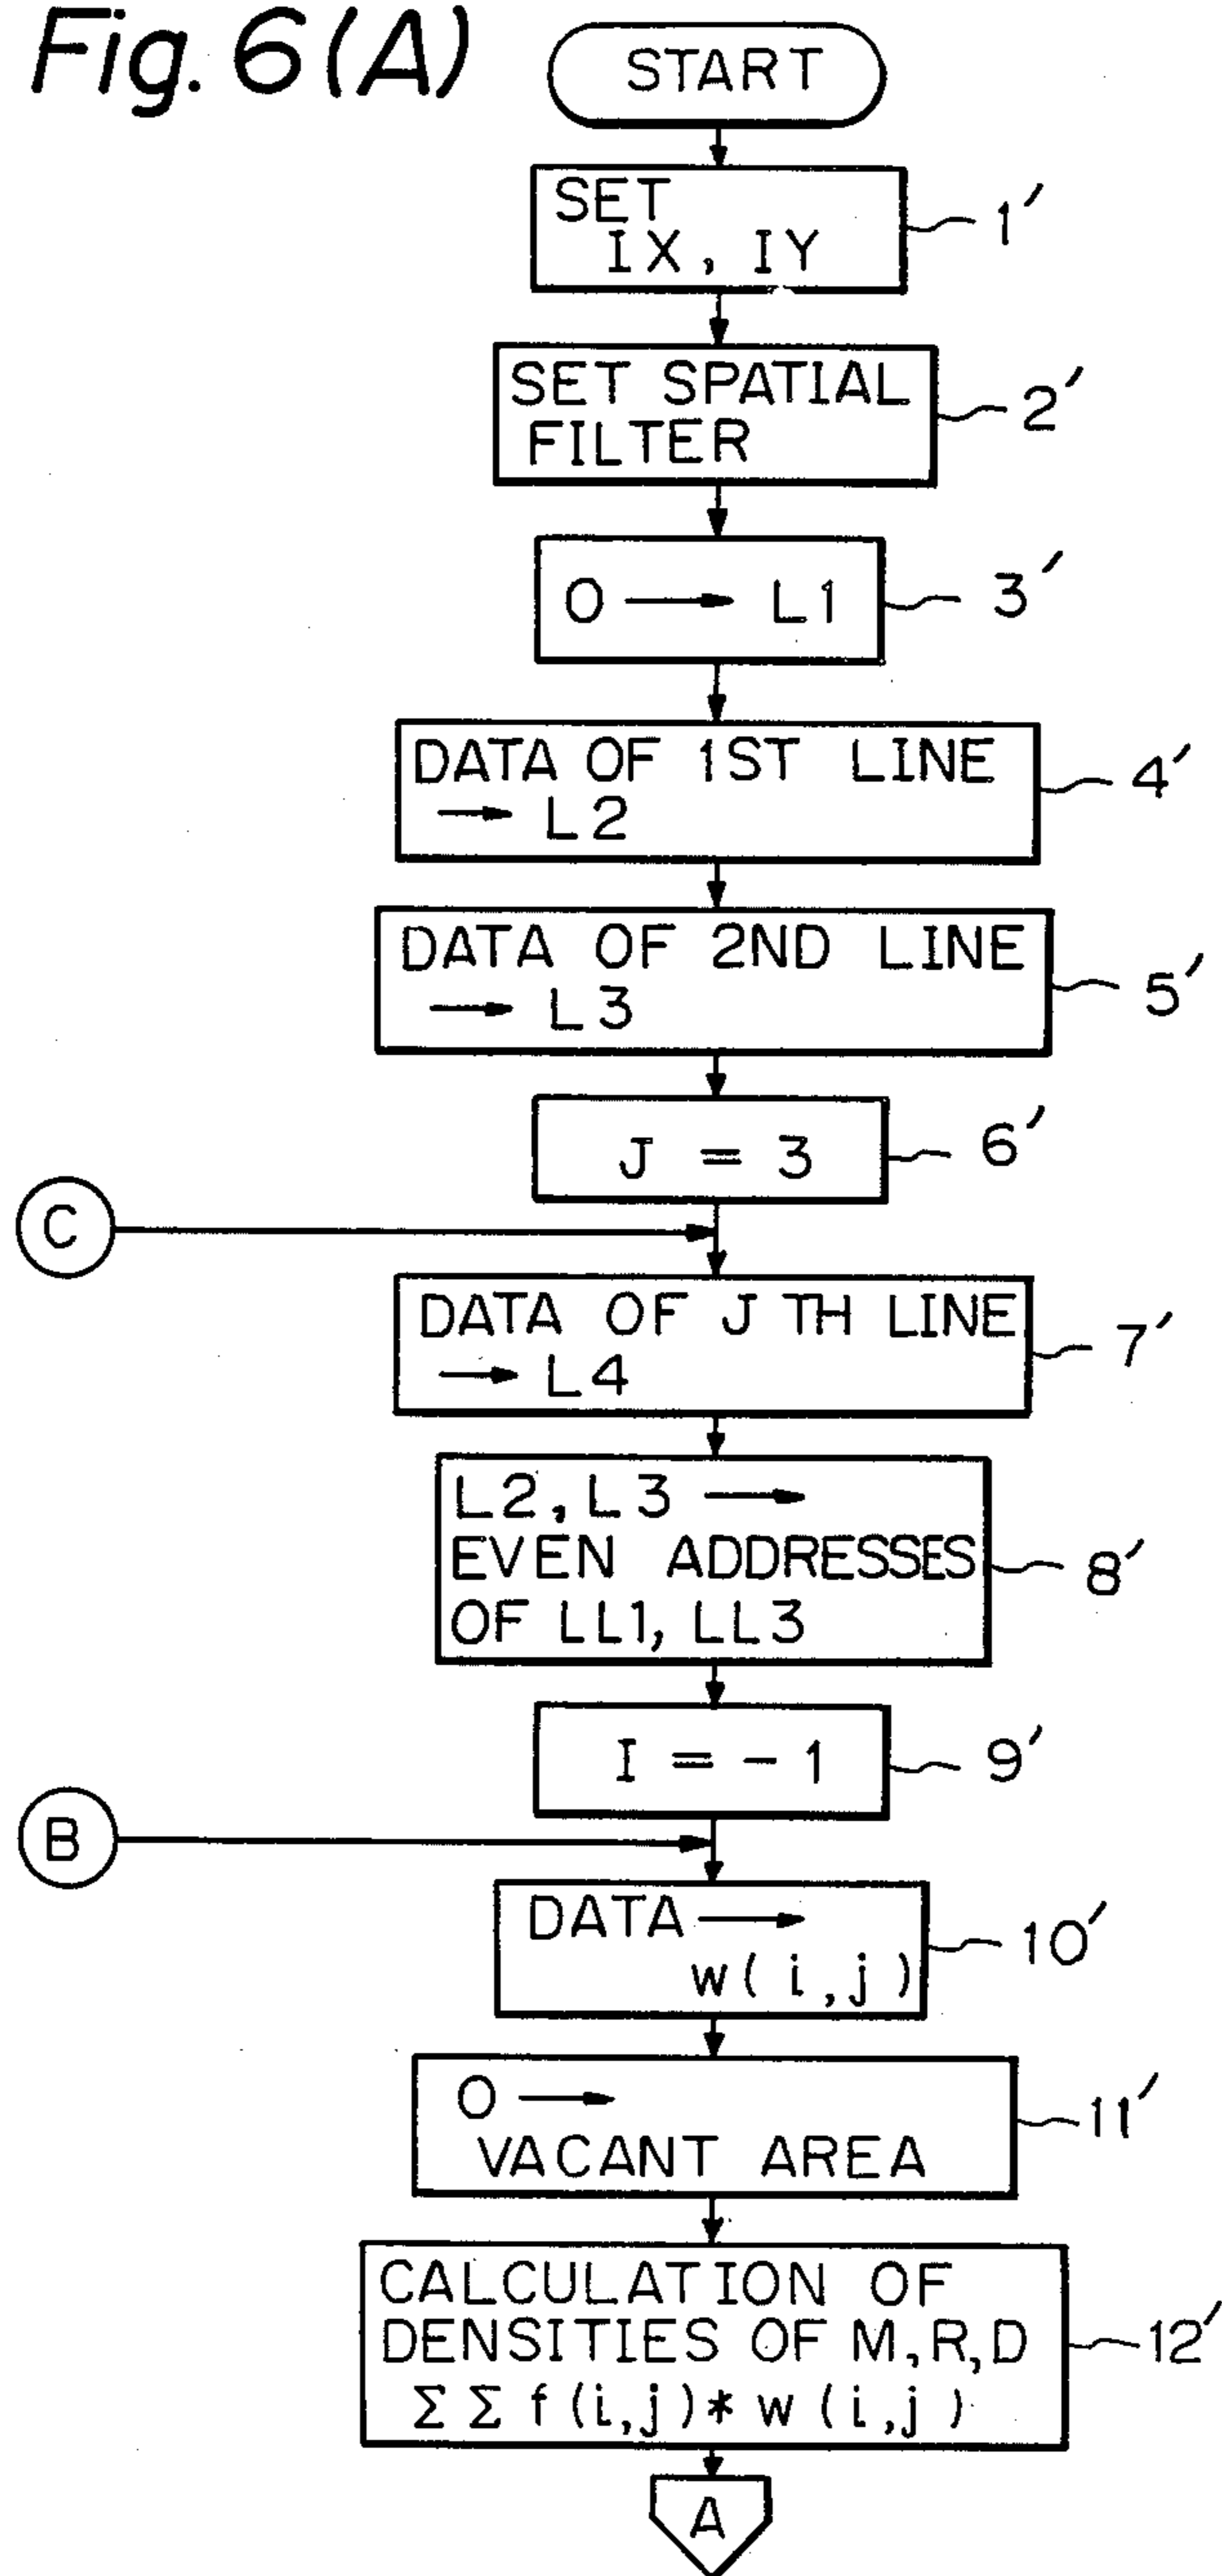 Fig. 6(A)
START
SET
IX, IY
1'
SET SPATIAL
FILTER
2'
0 → L1
3'
DATA OF 1ST LINE
→ L2
4'
DATA OF 2ND LINE
→ L3
5'
J = 3
6'
C
DATA OF J TH LINE
→ L4
7'
L2, L3 →
EVEN ADDRESSES
OF LL1, LL3
8'
I = -1
9'
B
DATA →
w(i,j)
10'
0 →
VACANT AREA
11'
CALCULATION OF
DENSITIES OF M,R,D
Σ Σ f(i,j)* w(i,j)
12'
A